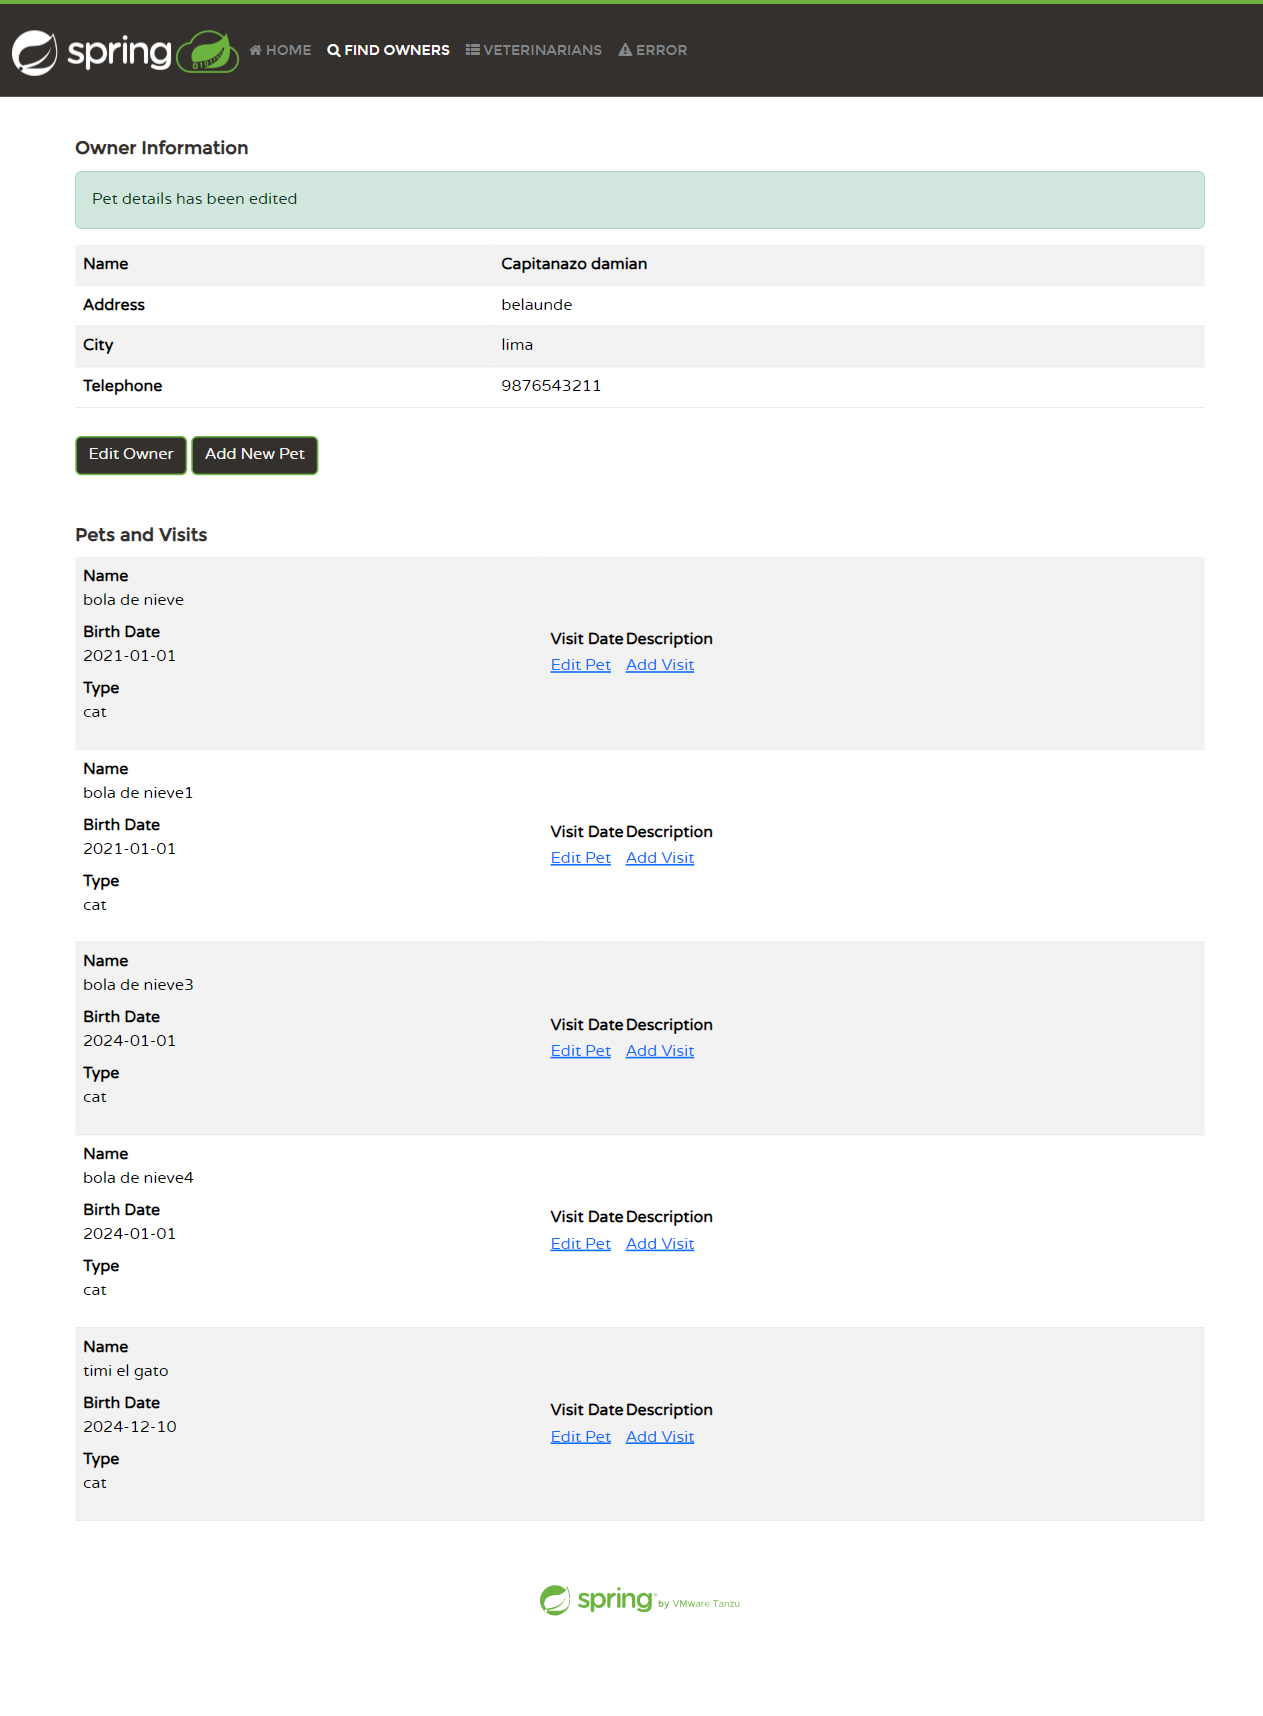 spring HOME FIND OWNERS VETERINARIANS ERROR
Owner Information
Pet details has been edited
Name Capitanazo damian
Address belaunde
City lima
Telephone 9876543211
Edit Owner Add New Pet
Pets and Visits
Name
bola de nieve
Birth Date
2021-01-01
Type
cat
Visit Date Description
Edit Pet Add Visit
Name
bola de nieve1
Birth Date
2021-01-01
Type
cat
Visit Date Description
Edit Pet Add Visit
Name
bola de nieve3
Birth Date
2024-01-01
Type
cat
Visit Date Description
Edit Pet Add Visit
Name
bola de nieve4
Birth Date
2024-01-01
Type
cat
Visit Date Description
Edit Pet Add Visit
Name
timi el gato
Birth Date
2024-12-10
Type
cat
Visit Date Description
Edit Pet Add Visit
spring by VMware Tanzu